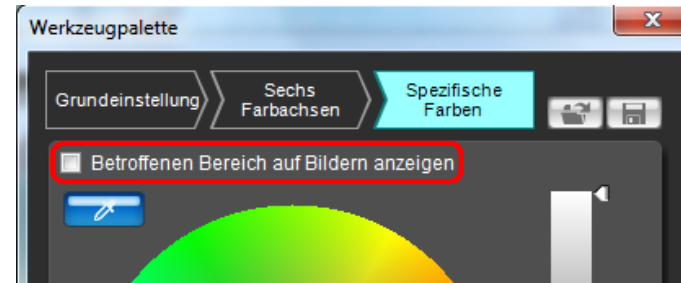 Werkzeugpalette
Grundeinstellung
Sechs
Farbachsen
Spezifische
Farben
Betroffenen Bereich auf Bildern anzeigen